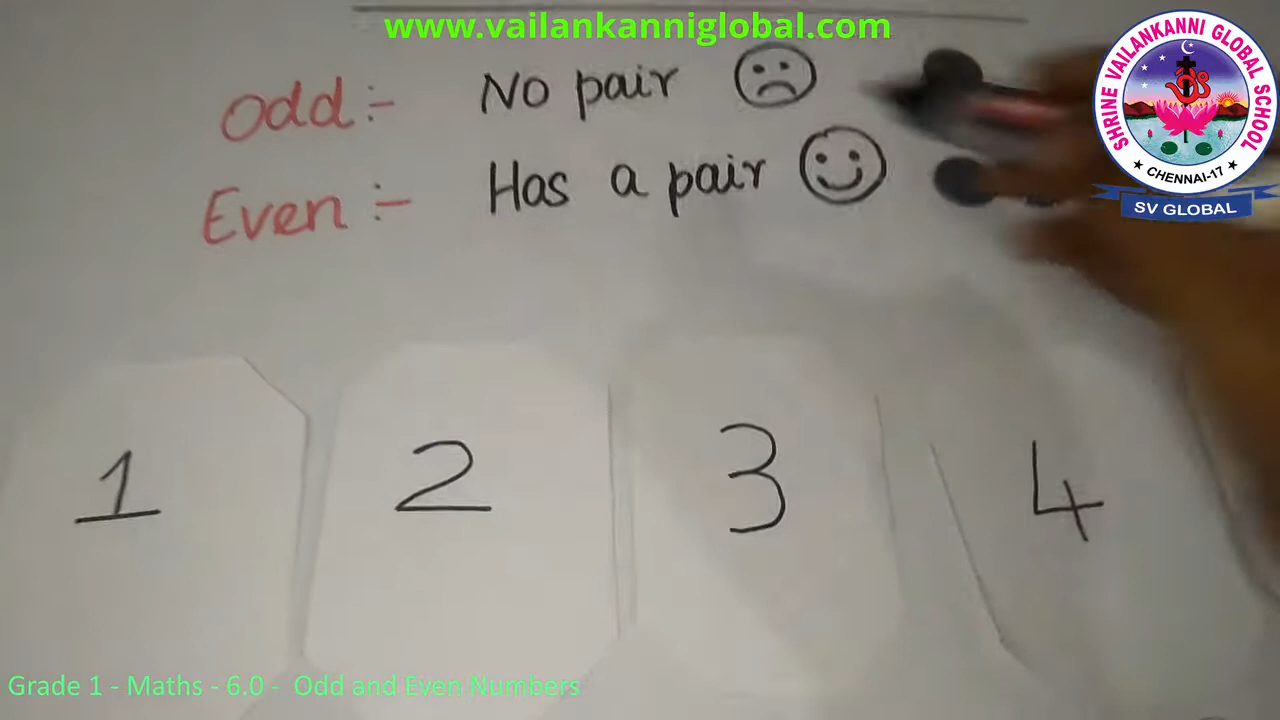 www.vailankanniglobal.com
SHRINE VAILANKANNI GLOBAL SCHOOL
CHENNAI-17
SV GLOBAL
Odd:- No pair
Even:- Has a pair
1 2 3 4
Grade 1 - Maths - 6.0 - Odd and Even Numbers